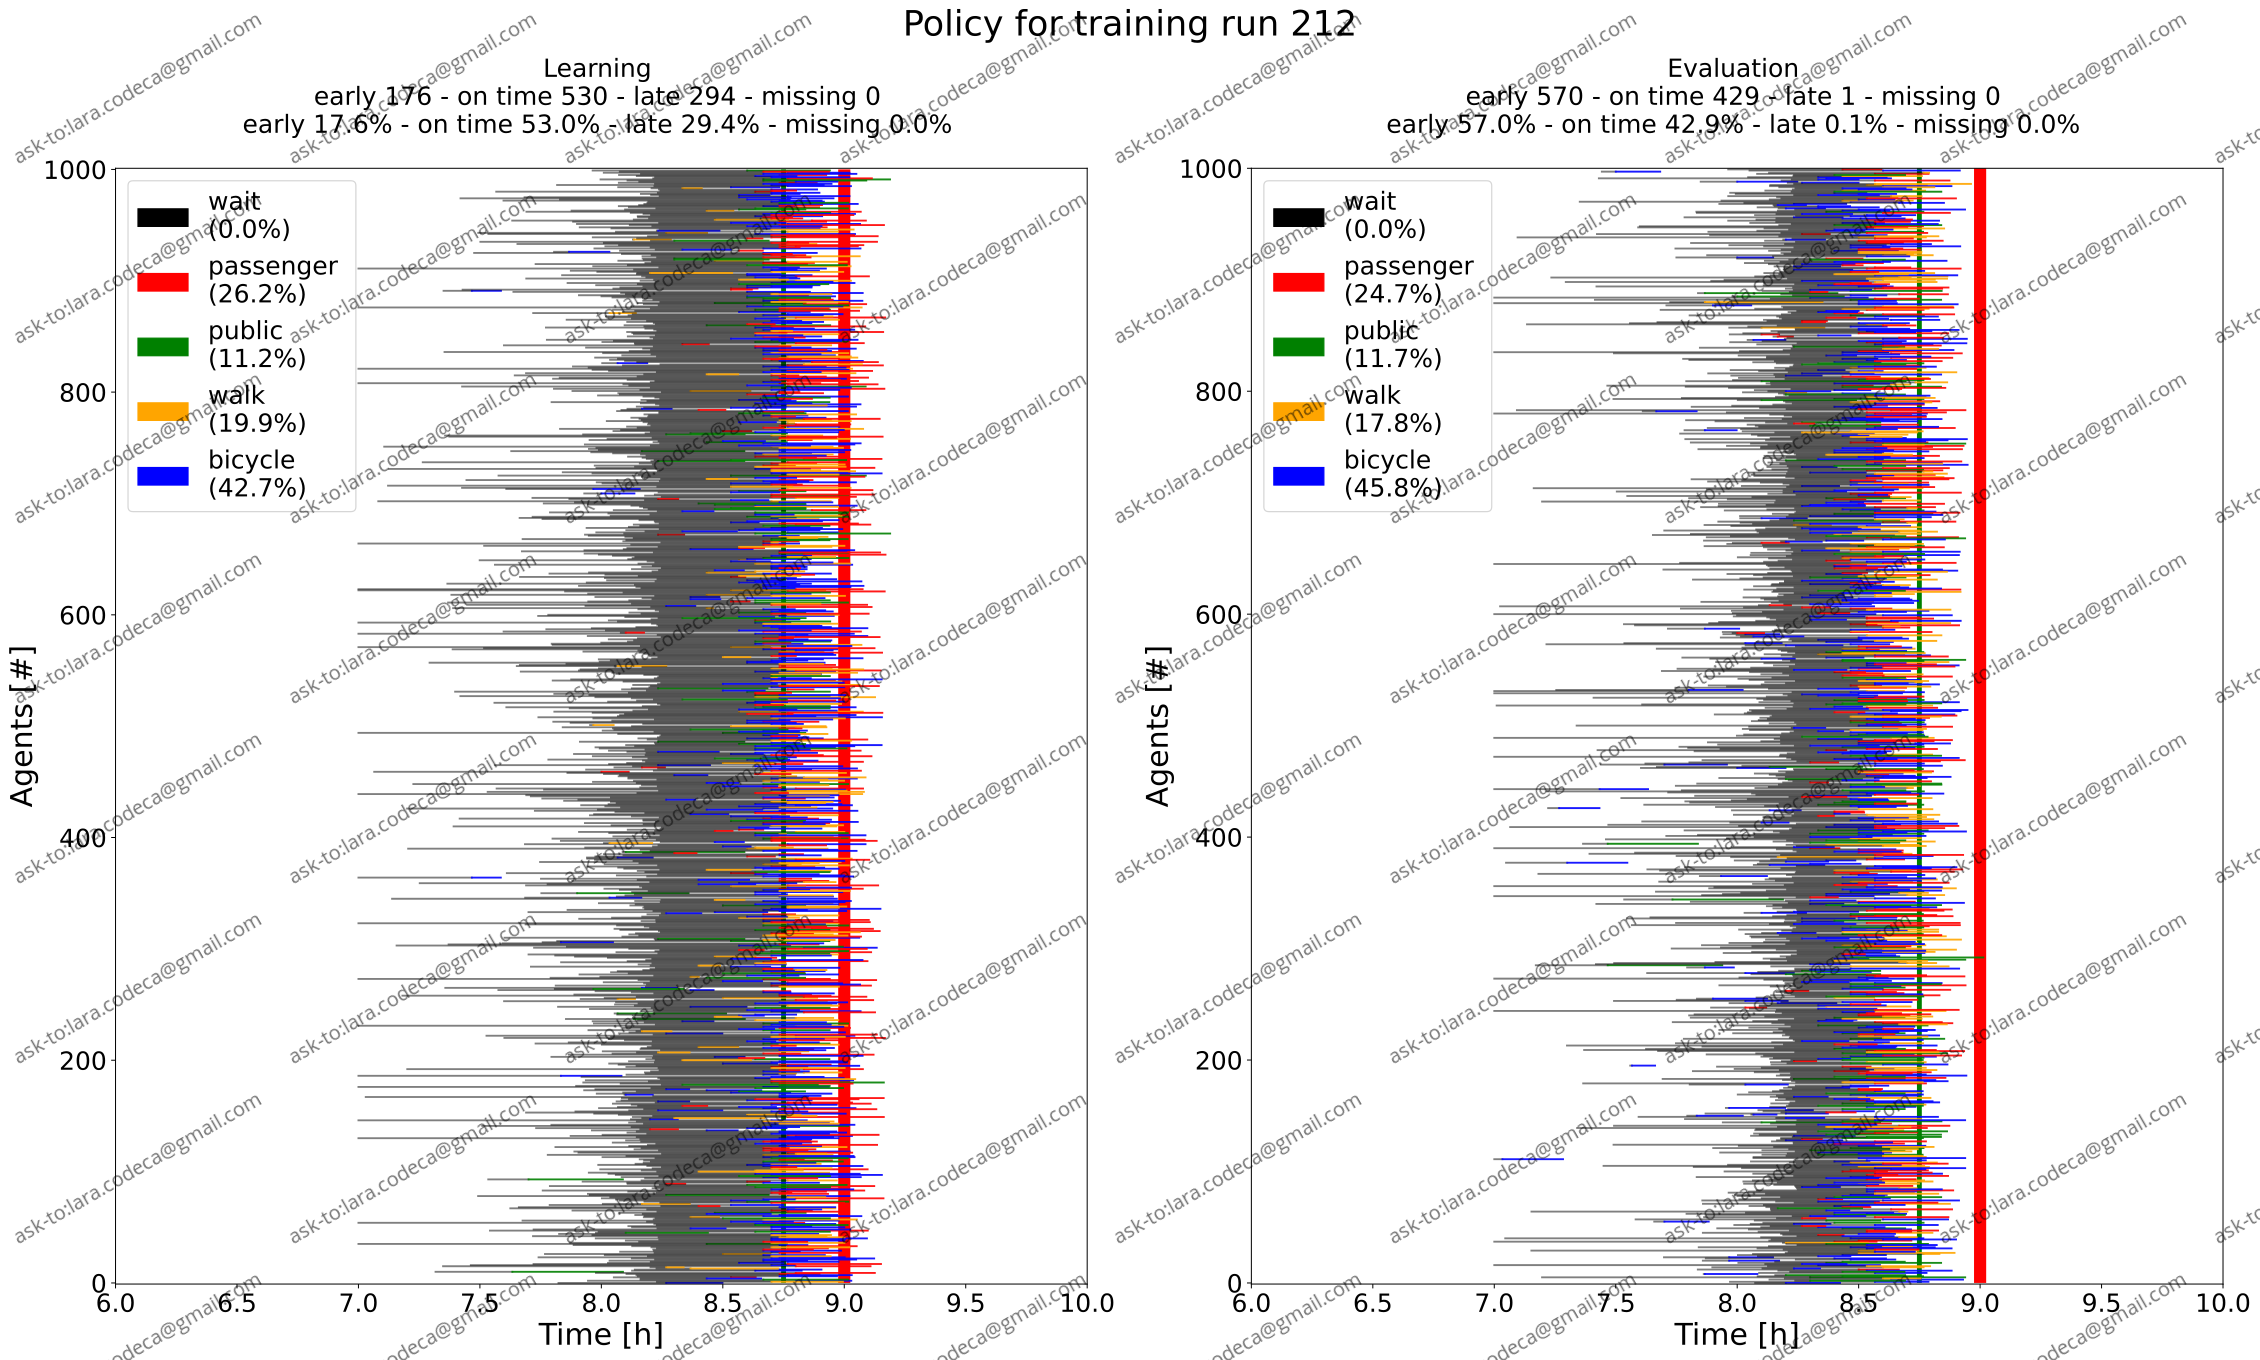 Policy for training run 212
Learning
early 176 - on time 530 - late 294 - missing 0
early 17.6% - on time 53.0% - late 29.4% - missing 0.0%
1000
800
600
400
200
0
Agents [#]
wait
(0.0%)
passenger
(26.2%)
public
(11.2%)
walk
(19.9%)
bicycle
(42.7%)
6.0 6.5 7.0 7.5 8.0 8.5 9.0 9.5 10.0
Time [h]
Evaluation
early 570 - on time 429 - late 1 - missing 0
early 57.0% - on time 42.9% - late 0.1% - missing 0.0%
1000
800
600
400
200
0
Agents [#]
wait
(0.0%)
passenger
(24.7%)
public
(11.7%)
walk
(17.8%)
bicycle
(45.8%)
6.0 6.5 7.0 7.5 8.0 8.5 9.0 9.5 10.0
Time [h]
ask-to:lara.codeca@gmail.com